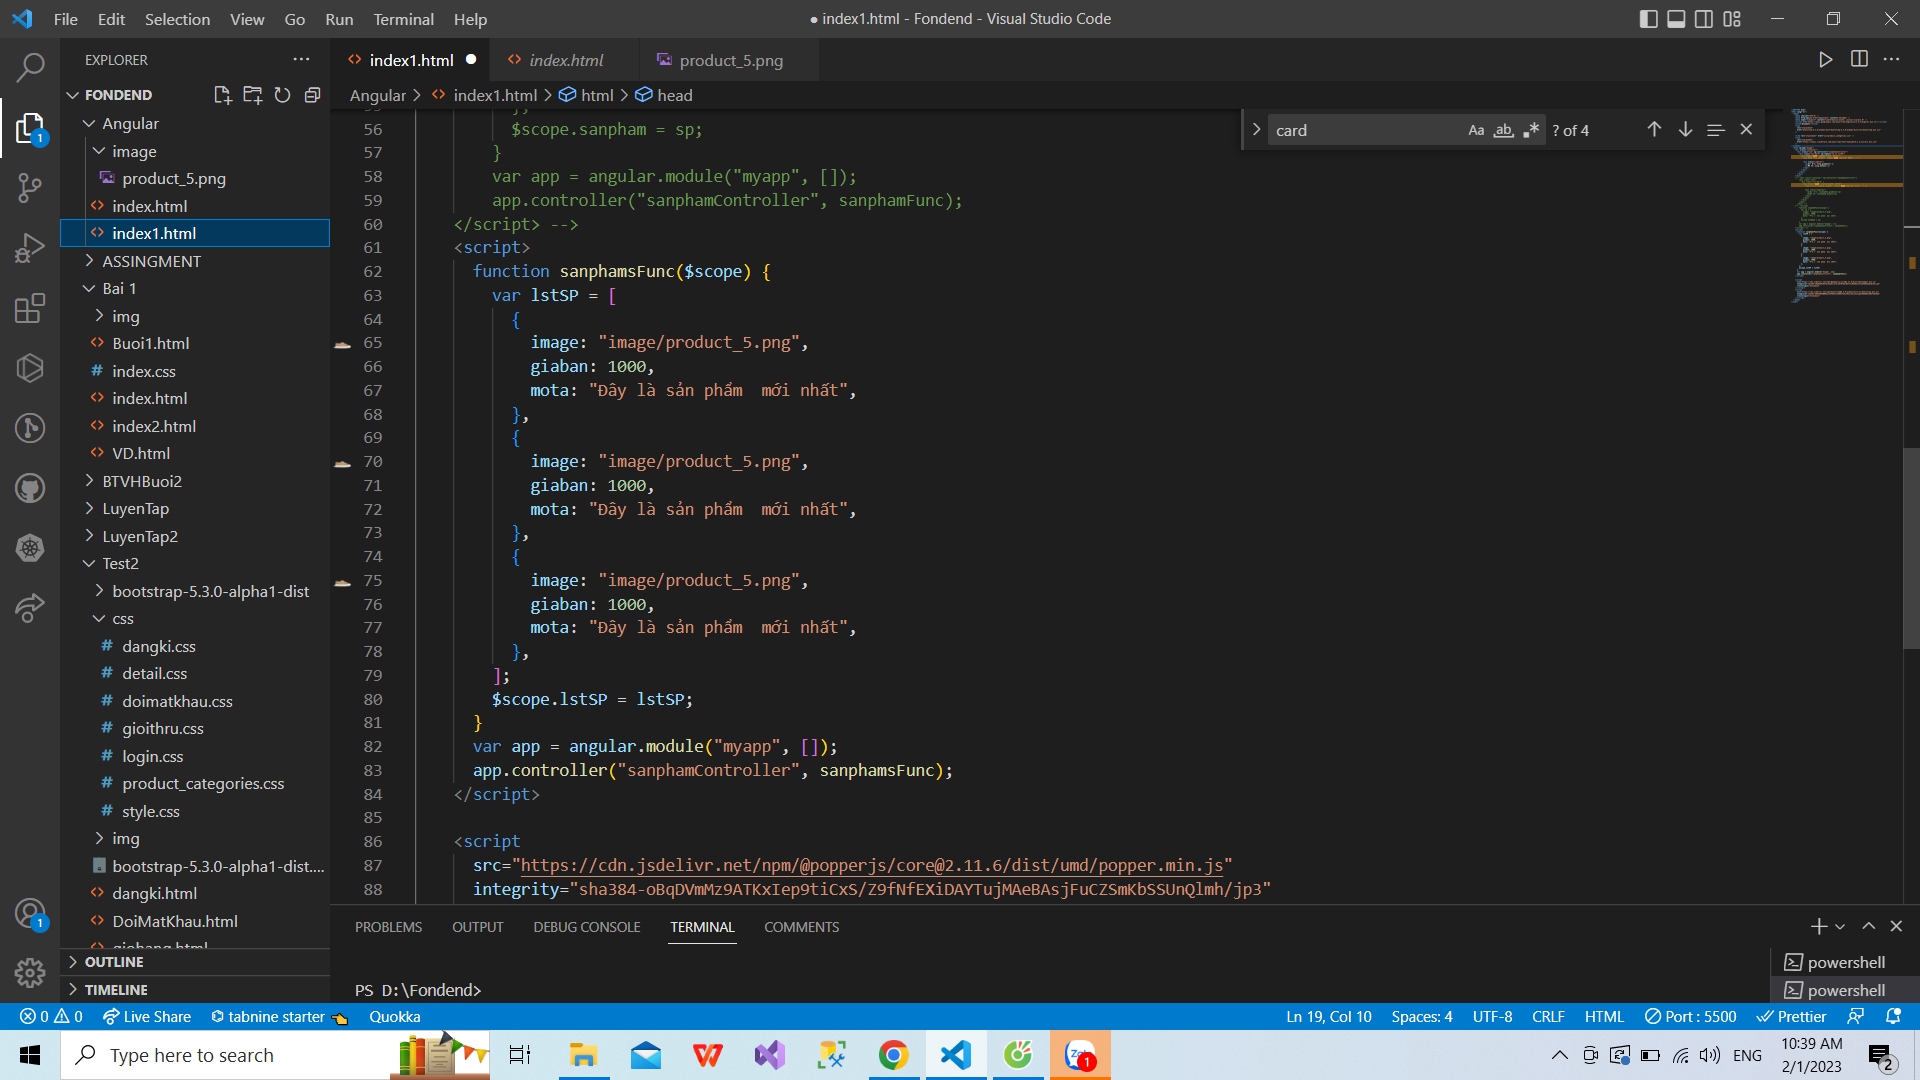 File Edit Selection View Go Run Terminal Help
● index1.html - Fondend - Visual Studio Code
EXPLORER
FONDEND
Angular
image
product_5.png
index.html
index1.html
ASSINGMENT
Bai 1
img
Buoi1.html
index.css
index.html
index2.html
VD.html
BTVHBuoi2
LuyenTap
LuyenTap2
Test2
bootstrap-5.3.0-alpha1-dist
css
dangki.css
detail.css
doimatkhau.css
gioithru.css
login.css
product_categories.css
style.css
img
bootstrap-5.3.0-alpha1-dist....
dangki.html
DoiMatKhau.html
giohang.html
OUTLINE
TIMELINE
1
1
index1.html index.html product_5.png
Angular > index1.html > html > head
card Aa ab ? of 4
56 $scope.sanpham = sp;
57 }
58 var app = angular.module("myapp", []);
59 app.controller("sanphamController", sanphamFunc);
60 </script> -->
61 <script>
62 function sanphamsFunc($scope) {
63 var lstSP = [
64 {
65 image: "image/product_5.png",
66 giaban: 1000,
67 mota: "Đây là sản phẩm  mới nhất",
68 },
69 {
70 image: "image/product_5.png",
71 giaban: 1000,
72 mota: "Đây là sản phẩm  mới nhất",
73 },
74 {
75 image: "image/product_5.png",
76 giaban: 1000,
77 mota: "Đây là sản phẩm  mới nhất",
78 },
79 ];
80 $scope.lstSP = lstSP;
81 }
82 var app = angular.module("myapp", []);
83 app.controller("sanphamController", sanphamsFunc);
84 </script>
85
86 <script
87 src="https://cdn.jsdelivr.net/npm/@popperjs/core@2.11.6/dist/umd/popper.min.js"
88 integrity="sha384-oBqDVmMz9ATKxIep9tiCxS/Z9fNfEXiDAYTujMAeBAsjFuCZSmKbSSUnQlmh/jp3"
PROBLEMS OUTPUT DEBUG CONSOLE TERMINAL COMMENTS
PS D:\Fondend>
powershell
powershell
0 0 Live Share tabnine starter Quokka
Ln 19, Col 10 Spaces: 4 UTF-8 CRLF HTML Port : 5500 Prettier
Type here to search
Zalo 1
ENG
10:39 AM
2/1/2023
2